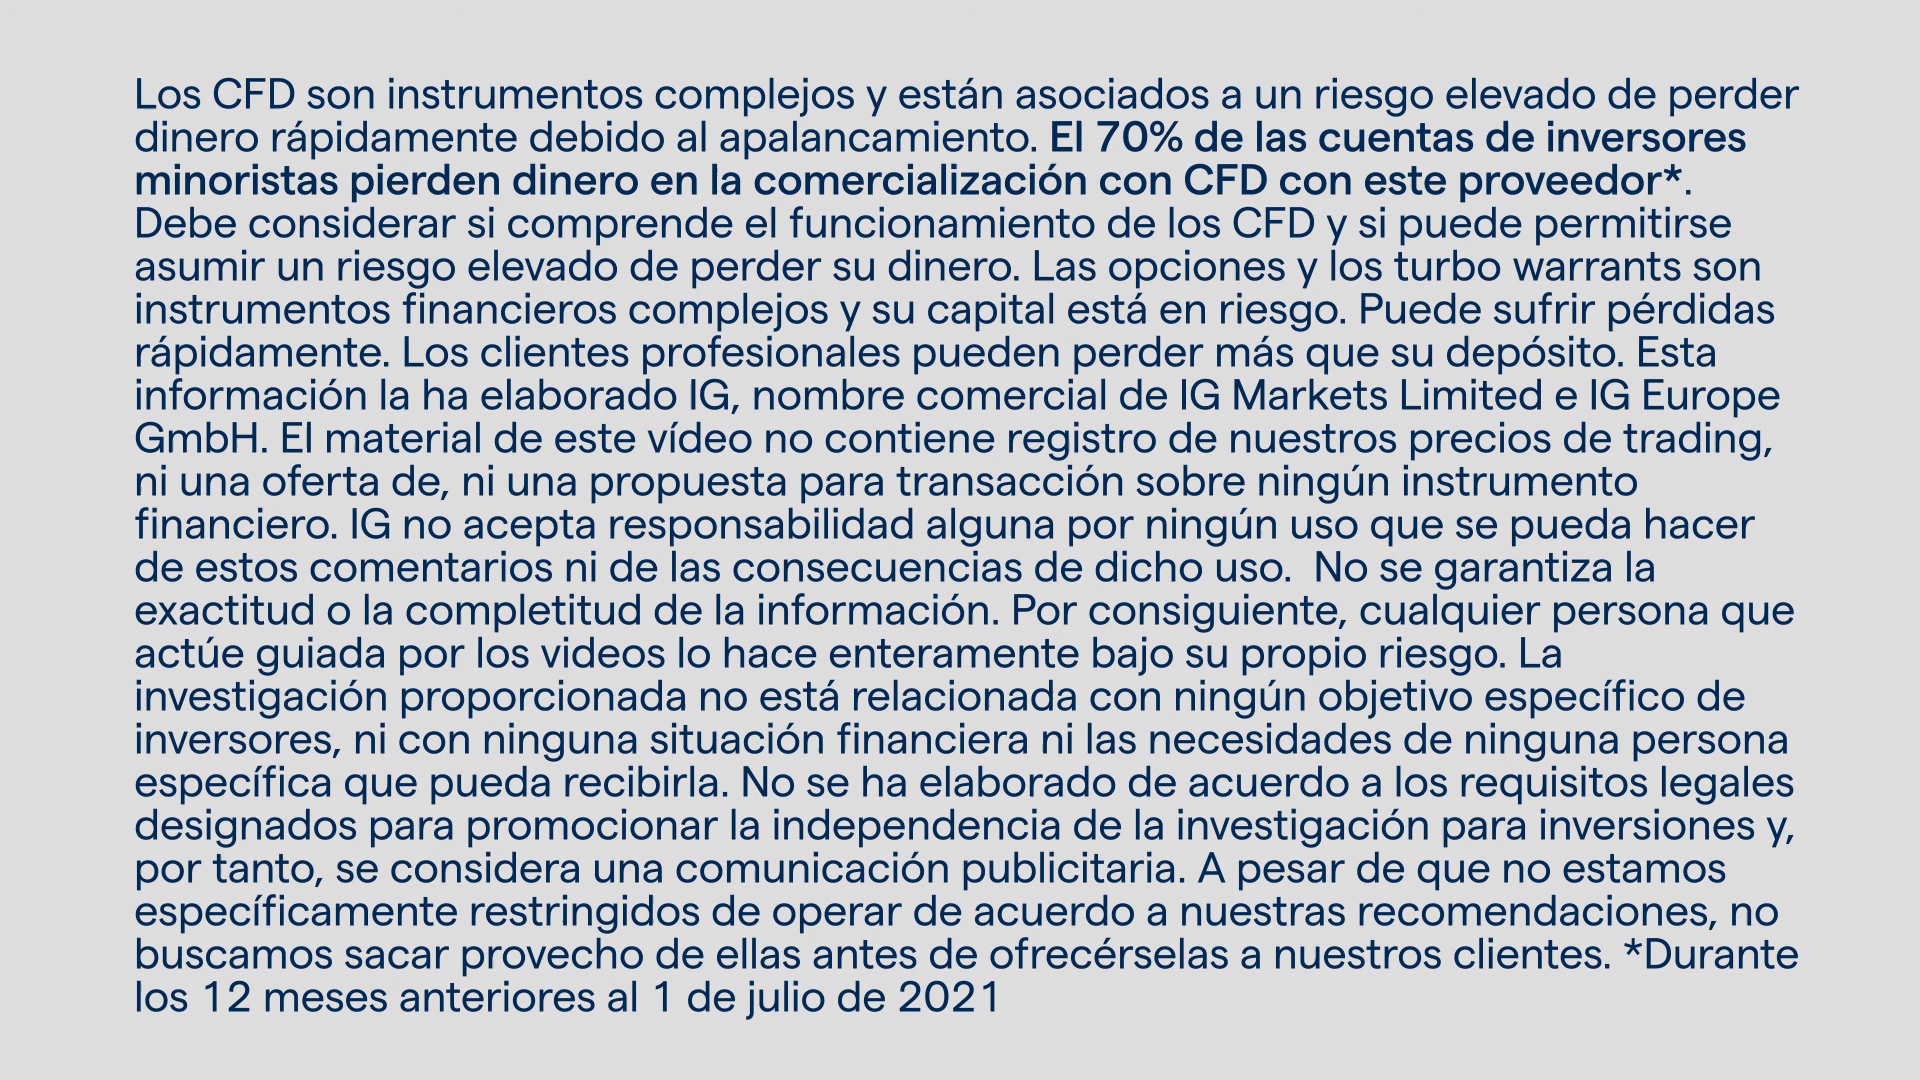 Los CFD son instrumentos complejos y están asociados a un riesgo elevado de perder
dinero rápidamente debido al apalancamiento. El 70% de las cuentas de inversores
minoristas pierden dinero en la comercialización con CFD con este proveedor*.
Debe considerar si comprende el funcionamiento de los CFD y si puede permitirse
asumir un riesgo elevado de perder su dinero. Las opciones y los turbo warrants son
instrumentos financieros complejos y su capital está en riesgo. Puede sufrir pérdidas
rápidamente. Los clientes profesionales pueden perder más que su depósito. Esta
información la ha elaborado IG, nombre comercial de IG Markets Limited e IG Europe
GmbH. El material de este vídeo no contiene registro de nuestros precios de trading,
ni una oferta de, ni una propuesta para transacción sobre ningún instrumento
financiero. IG no acepta responsabilidad alguna por ningún uso que se pueda hacer
de estos comentarios ni de las consecuencias de dicho uso.  No se garantiza la
exactitud o la completitud de la información. Por consiguiente, cualquier persona que
actúe guiada por los videos lo hace enteramente bajo su propio riesgo. La
investigación proporcionada no está relacionada con ningún objetivo específico de
inversores, ni con ninguna situación financiera ni las necesidades de ninguna persona
específica que pueda recibirla. No se ha elaborado de acuerdo a los requisitos legales
designados para promocionar la independencia de la investigación para inversiones y,
por tanto, se considera una comunicación publicitaria. A pesar de que no estamos
específicamente restringidos de operar de acuerdo a nuestras recomendaciones, no
buscamos sacar provecho de ellas antes de ofrecérselas a nuestros clientes. *Durante
los 12 meses anteriores al 1 de julio de 2021